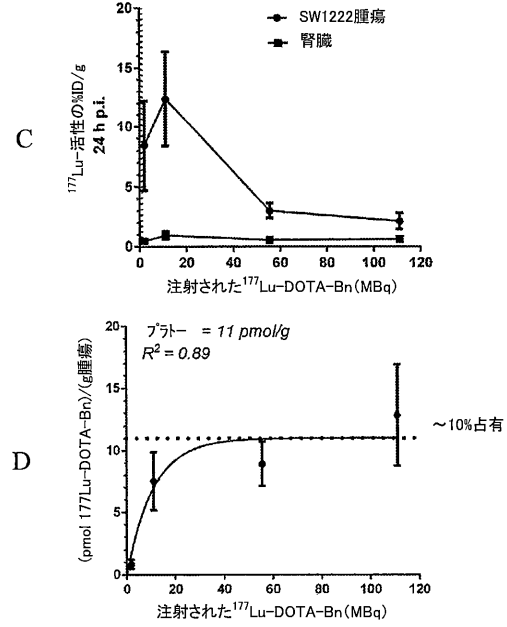 20
SW1222腫瘍
腎臓
15
10
5
0
C
177Lu-活性の%ID/g
24 h p.i.
0 20 40 60 80 100 120
注射された177Lu-DOTA-Bn(MBq)
20
プラトー = 11 pmol/g
R2 = 0.89
15
~10%占有
10
5
0
D
(pmol 177Lu-DOTA-Bn)/(g腫瘍)
0 20 40 60 80 100 120
注射された177Lu-DOTA-Bn(MBq)